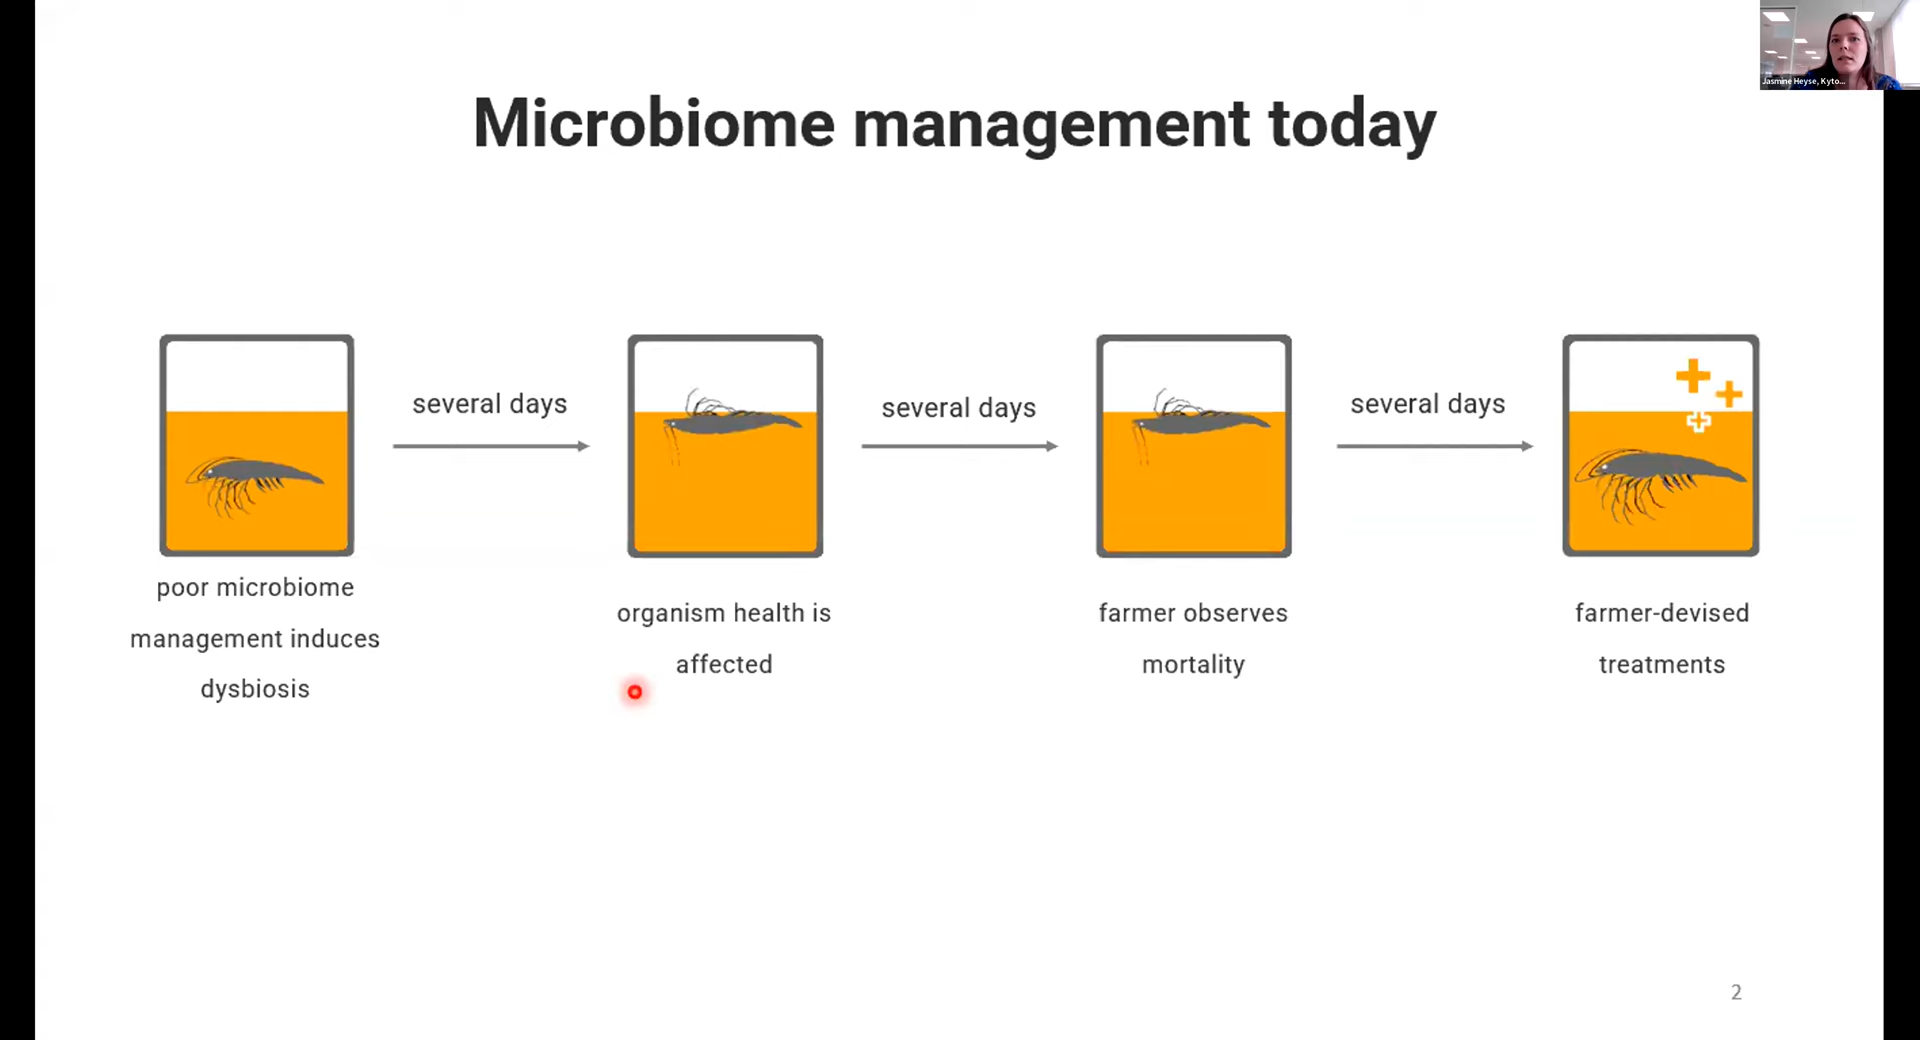 Jasmine Heyse, Kyto...
Microbiome management today
several days
several days
several days
poor microbiome
management induces
dysbiosis
organism health is
affected
farmer observes
mortality
farmer-devised
treatments
2